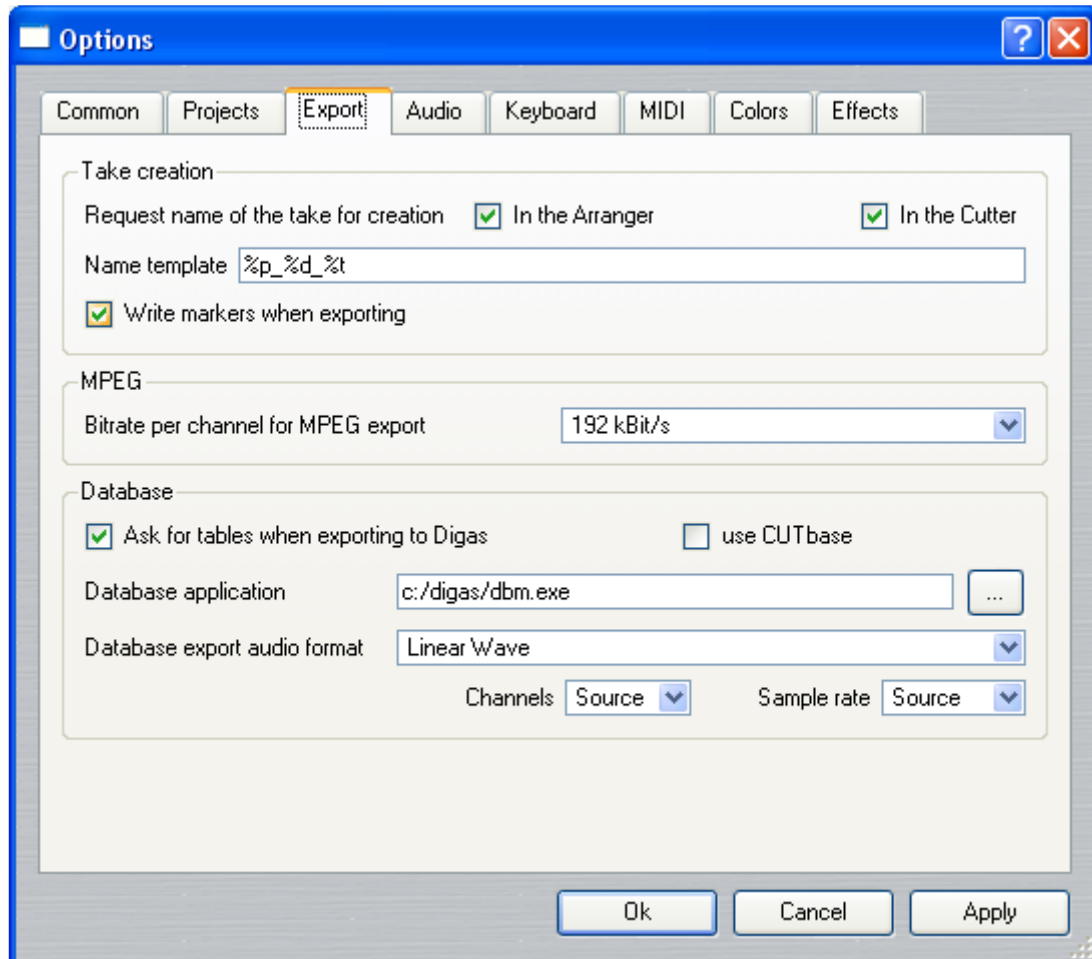 Options
Common Projects Export Audio Keyboard MIDI Colors Effects
Take creation
Request name of the take for creation In the Arranger In the Cutter
Name template %p_%d_%t
Write markers when exporting
MPEG
Bitrate per channel for MPEG export 192 kBit/s
Database
Ask for tables when exporting to Digas use CUTbase
Database application c:/digas/dbm.exe ...
Database export audio format Linear Wave
Channels Source Sample rate Source
Ok Cancel Apply